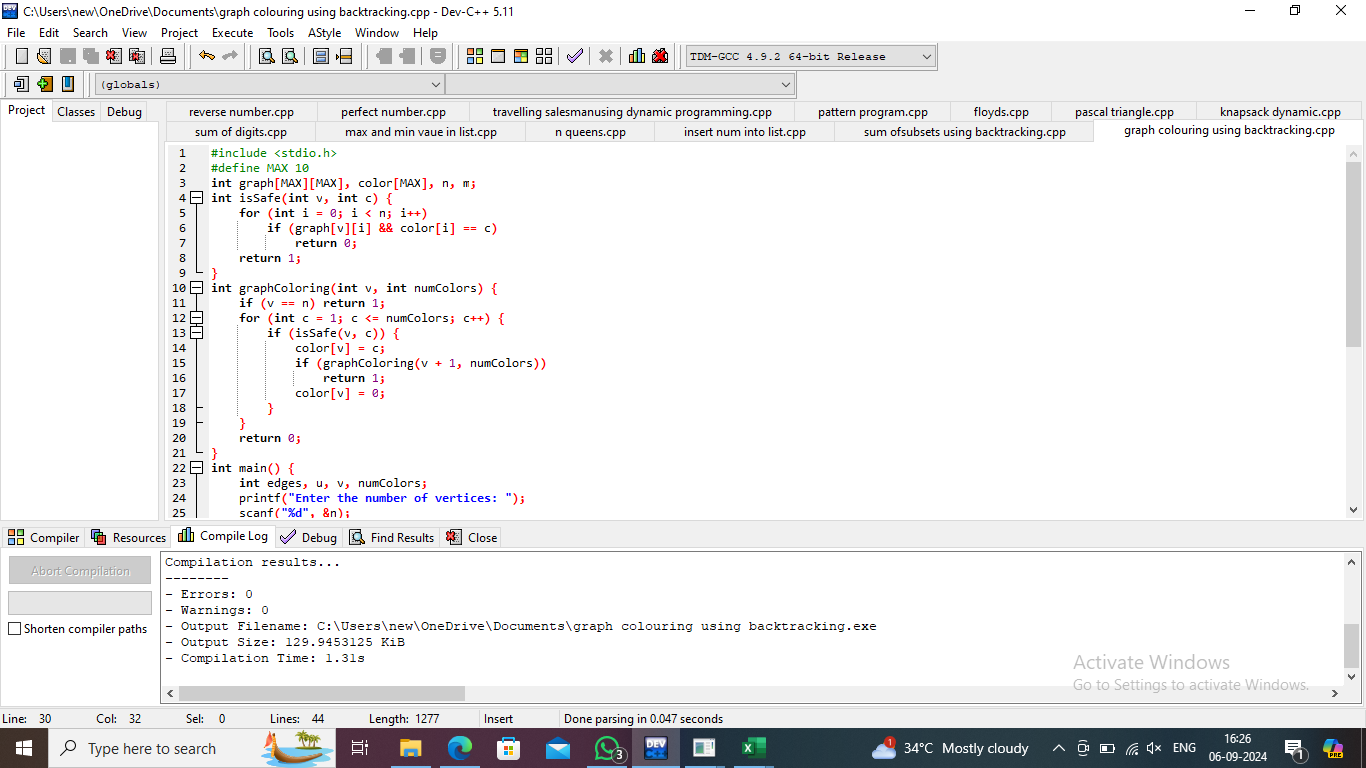 C:\Users\new\OneDrive\Documents\graph colouring using backtracking.cpp - Dev-C++ 5.11
File Edit Search View Project Execute Tools AStyle Window Help
TDM-GCC 4.9.2 64-bit Release
(globals)
Project Classes Debug
reverse number.cpp perfect number.cpp travelling salesmanusing dynamic programming.cpp pattern program.cpp floyds.cpp pascal triangle.cpp knapsack dynamic.cpp
sum of digits.cpp max and min vaue in list.cpp n queens.cpp insert num into list.cpp sum ofsubsets using backtracking.cpp graph colouring using backtracking.cpp
1 #include <stdio.h>
2 #define MAX 10
3 int graph[MAX][MAX], color[MAX], n, m;
4 int isSafe(int v, int c) {
5 for (int i = 0; i < n; i++)
6 if (graph[v][i] && color[i] == c)
7 return 0;
8 return 1;
9 }
10 int graphColoring(int v, int numColors) {
11 if (v == n) return 1;
12 for (int c = 1; c <= numColors; c++) {
13 if (isSafe(v, c)) {
14 color[v] = c;
15 if (graphColoring(v + 1, numColors))
16 return 1;
17 color[v] = 0;
18 }
19 }
20 return 0;
21 }
22 int main() {
23 int edges, u, v, numColors;
24 printf("Enter the number of vertices: ");
25 scanf("%d", &n);
Compiler Resources Compile Log Debug Find Results Close
Abort Compilation
Shorten compiler paths
Compilation results...
--------
- Errors: 0
- Warnings: 0
- Output Filename: C:\Users\new\OneDrive\Documents\graph colouring using backtracking.exe
- Output Size: 129.9453125 KiB
- Compilation Time: 1.31s
Activate Windows
Go to Settings to activate Windows.
Line: 30 Col: 32 Sel: 0 Lines: 44 Length: 1277 Insert Done parsing in 0.047 seconds
Type here to search
3
DEV
1
34°C Mostly cloudy
ENG
16:26
06-09-2024
1
PRE